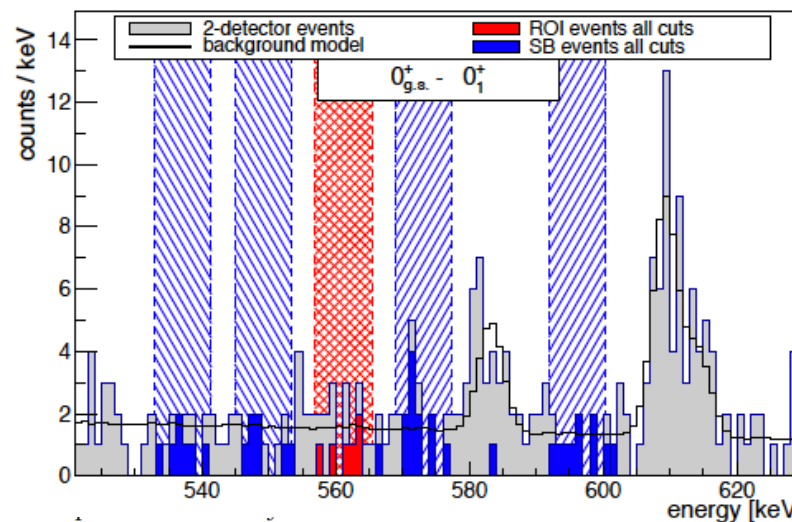 2-detector events
background model
ROI events all cuts
SB events all cuts
0⁺g.s. - 0⁺1
counts / keV
14
12
10
8
6
4
2
0
540 560 580 600 620
energy [keV